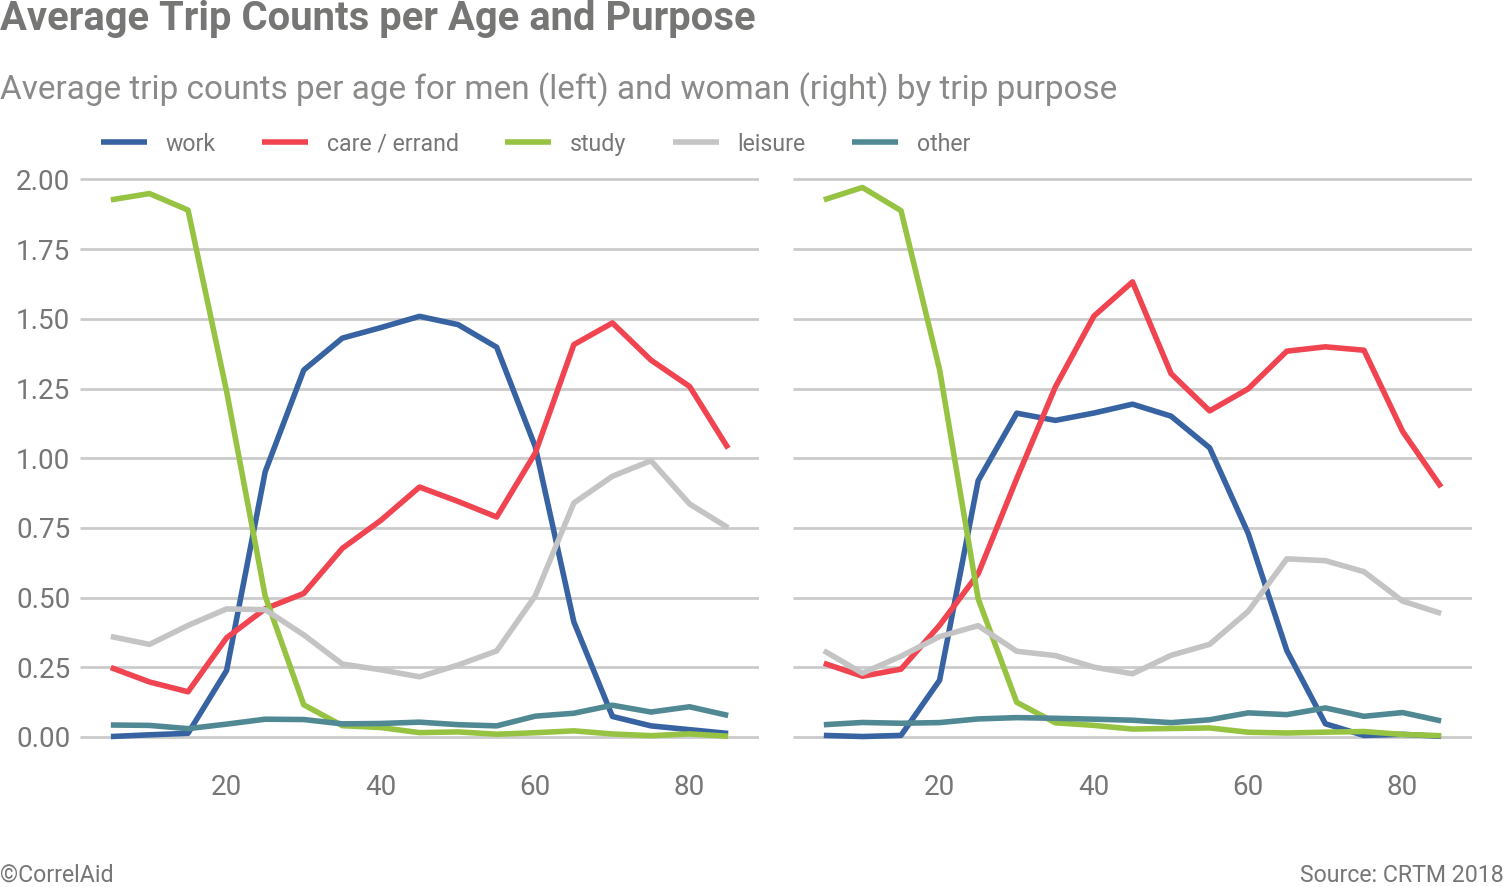 Average Trip Counts per Age and Purpose
Average trip counts per age for men (left) and woman (right) by trip purpose
work care / errand study leisure other
2.00
1.75
1.50
1.25
1.00
0.75
0.50
0.25
0.00
20 40 60 80 20 40 60 80
©CorrelAid Source: CRTM 2018